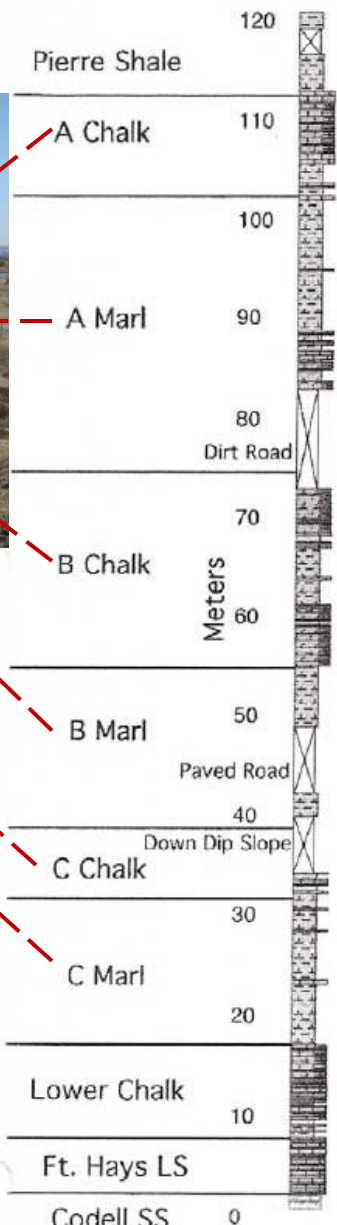 120
Pierre Shale
A Chalk
110
100
A Marl
90
80
Dirt Road
70
B Chalk
Meters
60
50
B Marl
Paved Road
40
Down Dip Slope
C Chalk
30
C Marl
20
Lower Chalk
10
Ft. Hays LS
Codell SS
0